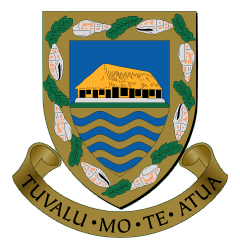 TUVALU · MO · TE · ATUA